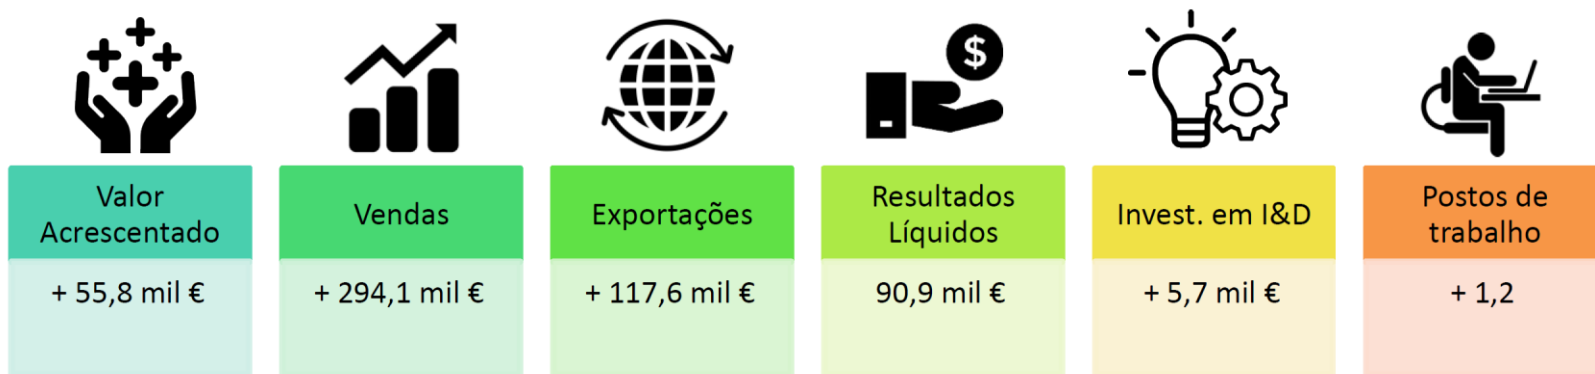 $
Valor
Acrescentado
+ 55,8 mil €
Vendas
+ 294,1 mil €
Exportações
+ 117,6 mil €
Resultados
Líquidos
90,9 mil €
Invest. em I&D
+ 5,7 mil €
Postos de
trabalho
+ 1,2